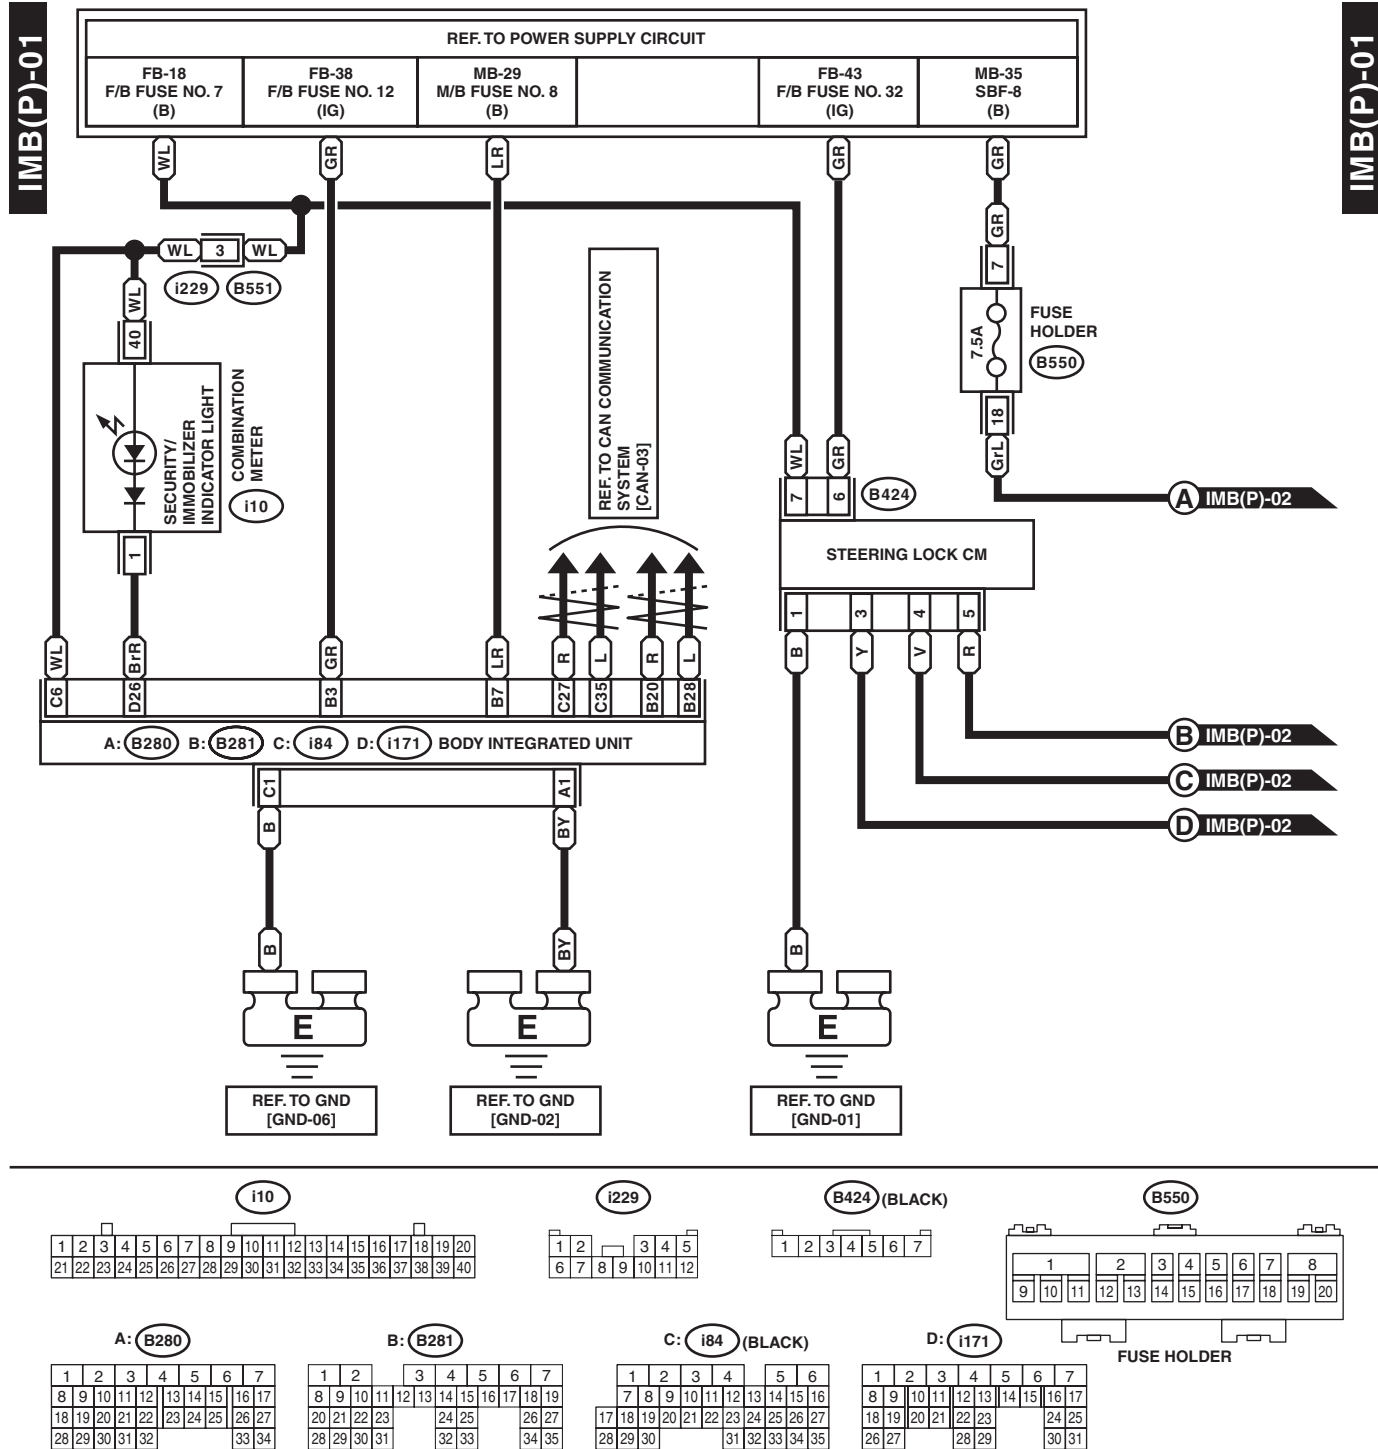 IMB(P)-01
IMB(P)-01
REF. TO POWER SUPPLY CIRCUIT
FB-18
F/B FUSE NO. 7
(B)
FB-38
F/B FUSE NO. 12
(IG)
MB-29
M/B FUSE NO. 8
(B)
FB-43
F/B FUSE NO. 32
(IG)
MB-35
SBF-8
(B)
WL
GR
LR
GR
GR
GR
WL 3 WL
i229 B551
7
WL
40
7.5A
FUSE
HOLDER
B550
18
GrL
SECURITY/
IMMOBILIZER
INDICATOR LIGHT
COMBINATION
METER
i10
1
REF. TO CAN COMMUNICATION
SYSTEM
[CAN-03]
WL
GR
7
6
B424
A IMB(P)-02
STEERING LOCK CM
1
3
4
5
B
Y
V
R
WL
BrR
GR
LR
R
L
R
L
C6
D26
B3
B7
C27
C35
B20
B28
A: B280 B: B281 C: i84 D: i171 BODY INTEGRATED UNIT
B IMB(P)-02
C IMB(P)-02
D IMB(P)-02
C1
A1
B
BY
B
BY
B
E
E
E
REF. TO GND
[GND-06]
REF. TO GND
[GND-02]
REF. TO GND
[GND-01]
i10
1 2 3 4 5 6 7 8 9 10 11 12 13 14 15 16 17 18 19 20
21 22 23 24 25 26 27 28 29 30 31 32 33 34 35 36 37 38 39 40
i229
1 2 3 4 5
6 7 8 9 10 11 12
B424 (BLACK)
1 2 3 4 5 6 7
B550
1 2 3 4 5 6 7 8
9 10 11 12 13 14 15 16 17 18 19 20
FUSE HOLDER
A: B280
1 2 3 4 5 6 7
8 9 10 11 12 13 14 15 16 17
18 19 20 21 22 23 24 25 26 27
28 29 30 31 32 33 34
B: B281
1 2 3 4 5 6 7
8 9 10 11 12 13 14 15 16 17 18 19
20 21 22 23 24 25 26 27
28 29 30 31 32 33 34 35
C: i84 (BLACK)
1 2 3 4 5 6
7 8 9 10 11 12 13 14 15 16
17 18 19 20 21 22 23 24 25 26 27
28 29 30 31 32 33 34 35
D: i171
1 2 3 4 5 6 7
8 9 10 11 12 13 14 15 16 17
18 19 20 21 22 23 24 25
26 27 28 29 30 31